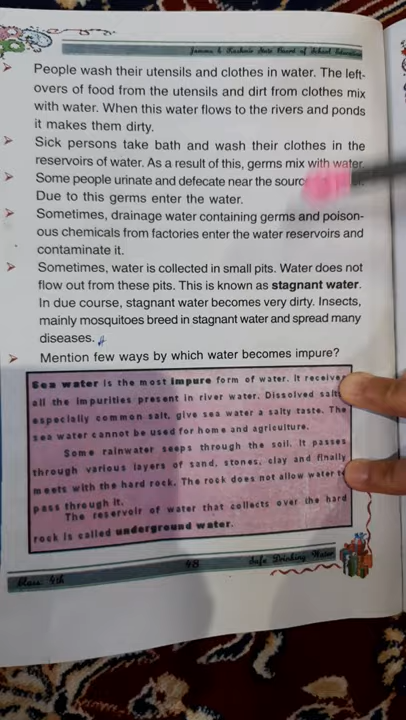 Jammu & Kashmir State Board of School Education
People wash their utensils and clothes in water. The left-
overs of food from the utensils and dirt from clothes mix
with water. When this water flows to the rivers and ponds
it makes them dirty.
Sick persons take bath and wash their clothes in the
reservoirs of water. As a result of this, germs mix with water.
Some people urinate and defecate near the
Due to this germs enter the water.
Sometimes, drainage water containing germs and poison-
ous chemicals from factories enter the water reservoirs and
contaminate it.
Sometimes, water is collected in small pits. Water does not
flow out from these pits. This is known as stagnant water.
In due course, stagnant water becomes very dirty. Insects,
mainly mosquitoes breed in stagnant water and spread many
diseases.
Mention few ways by which water becomes impure?
Sea water is the most impure form of water. It receives
all the impurities present in river water. Dissolved salts
especially common salt, give sea water a salty taste. The
sea water cannot be used for home and agriculture.
Some rainwater seeps through the soil. It passes
through various layers of sand, stones, clay and finally
meets with the hard rock. The rock does not allow water to
pass through it.
The reservoir of water that collects over the hard
rock is called underground water.
Class 4th
48
Safe Drinking Water